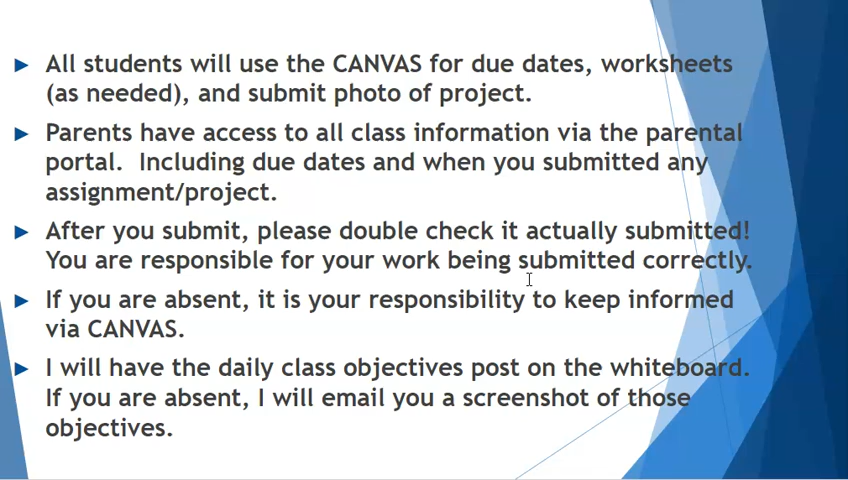 All students will use the CANVAS for due dates, worksheets
(as needed), and submit photo of project.
Parents have access to all class information via the parental
portal.  Including due dates and when you submitted any
assignment/project.
After you submit, please double check it actually submitted!
You are responsible for your work being submitted correctly.
If you are absent, it is your responsibility to keep informed
via CANVAS.
I will have the daily class objectives post on the whiteboard.
If you are absent, I will email you a screenshot of those
objectives.